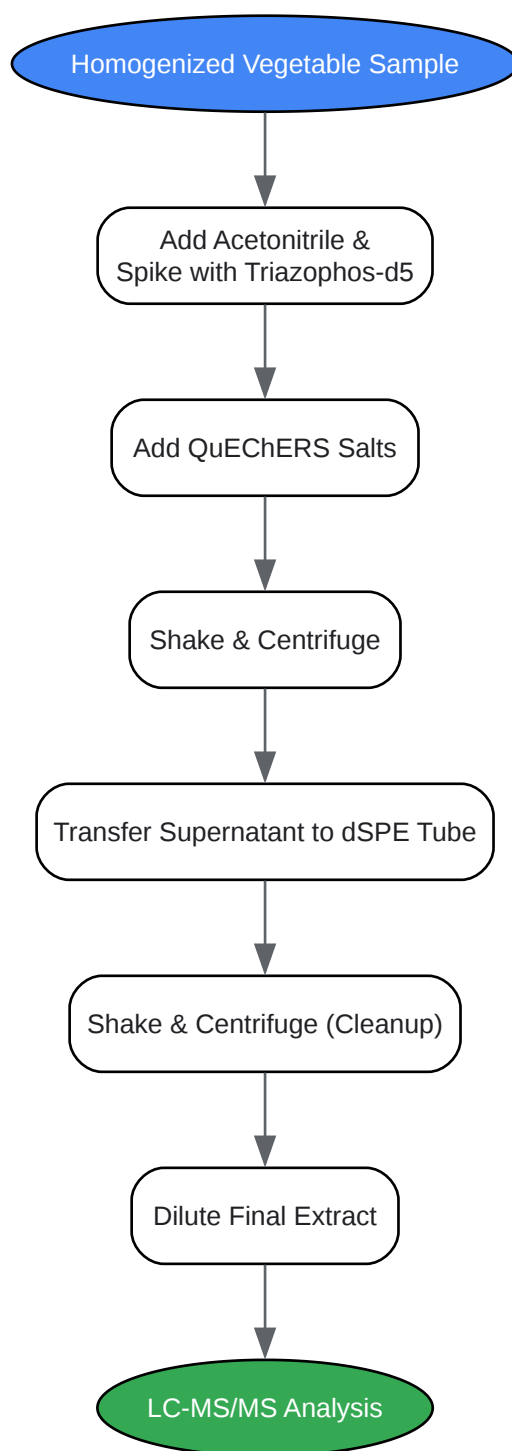 Homogenized Vegetable Sample
Add Acetonitrile &
Spike with Triazophos-d5
Add QuEChERS Salts
Shake & Centrifuge
Transfer Supernatant to dSPE Tube
Shake & Centrifuge (Cleanup)
Dilute Final Extract
LC-MS/MS Analysis